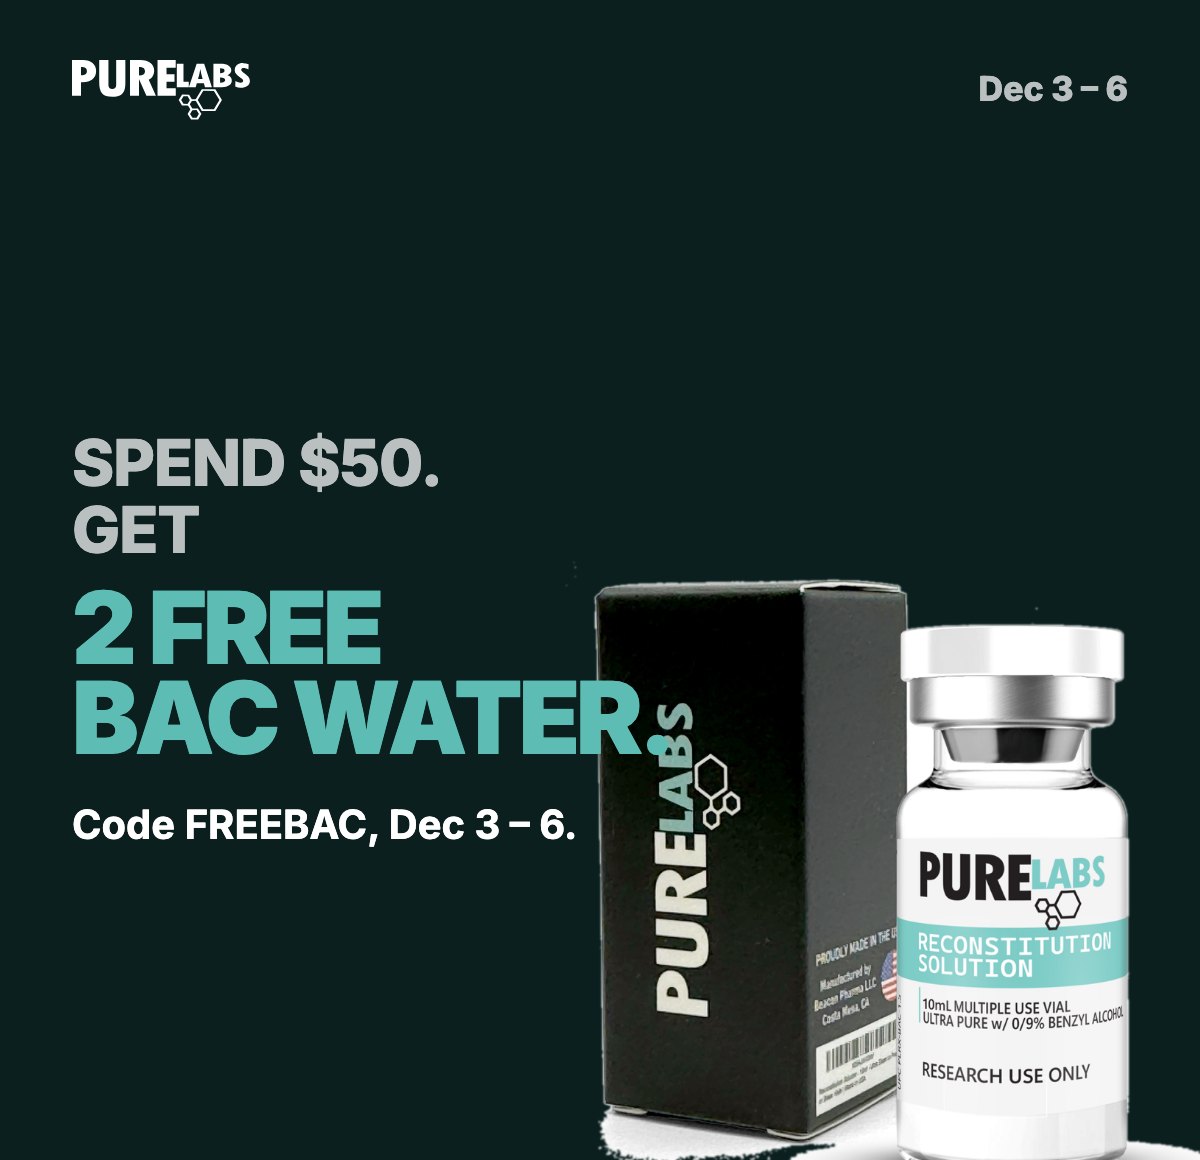 PURELABS
Dec 3 – 6
SPEND $50.
GET
2 FREE
BAC WATER.
Code FREEBAC, Dec 3 – 6.
PURELABS
PROUDLY MADE IN THE
Manufactured by
Beacon Pharma LLC
Costa Mesa, CA
PURELABS
RECONSTITUTION
SOLUTION
10mL MULTIPLE USE VIAL
ULTRA PURE w/ 0/9% BENZYL ALCOHOL
RESEARCH USE ONLY